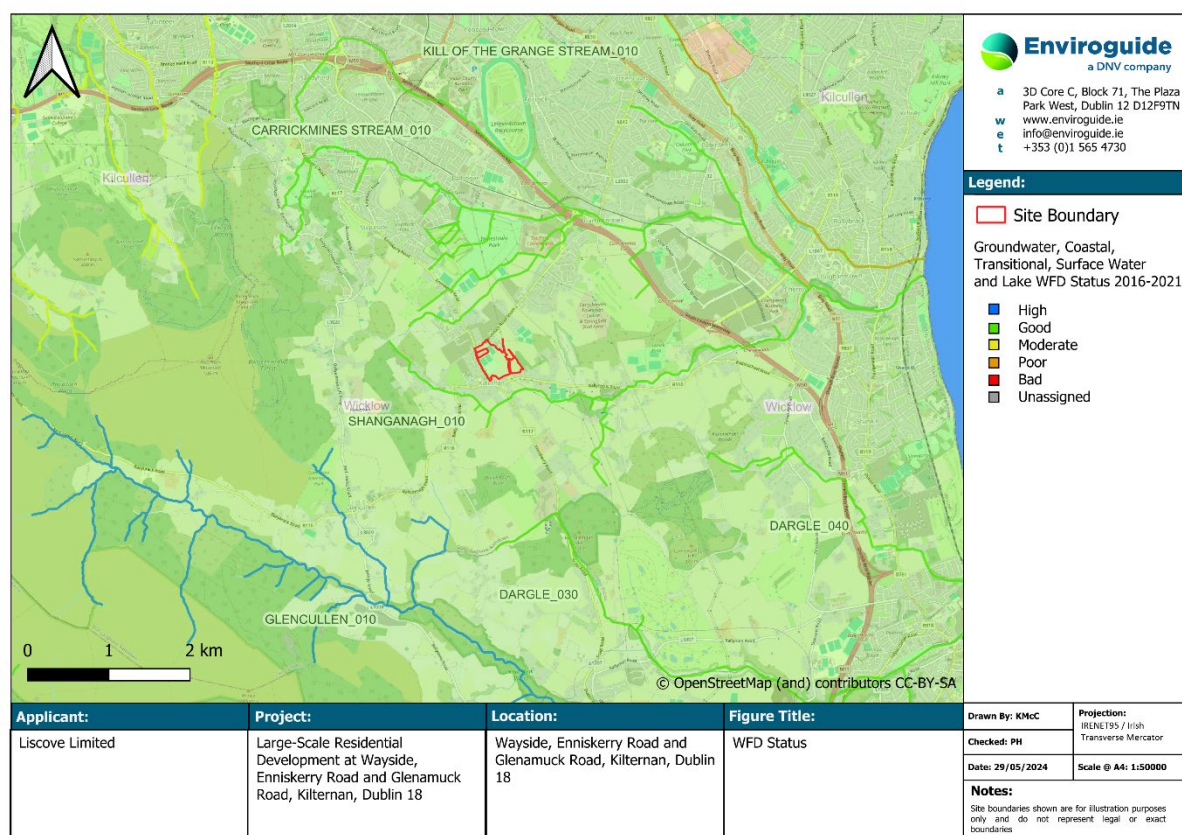 KILL OF THE GRANGE STREAM_010
Kilcullen
CARRICKMINES STREAM_010
Kilcullen
Wicklow
SHANGANAGH_010
Wicklow
DARGLE_040
DARGLE_030
GLENCULLEN_010
0 1 2 km
© OpenStreetMap (and) contributors CC-BY-SA
Enviroguide
a DNV company
a 3D Core C, Block 71, The Plaza
Park West, Dublin 12 D12F9TN
w www.enviroguide.ie
e info@enviroguide.ie
t +353 (0)1 565 4730
Legend:
Site Boundary
Groundwater, Coastal,
Transitional, Surface Water
and Lake WFD Status 2016-2021
High
Good
Moderate
Poor
Bad
Unassigned
Applicant:
Liscove Limited
Project:
Large-Scale Residential
Development at Wayside,
Enniskerry Road and Glenamuck
Road, Kilternan, Dublin 18
Location:
Wayside, Enniskerry Road and
Glenamuck Road, Kilternan, Dublin
18
Figure Title:
WFD Status
Drawn By: KMcC
Checked: PH
Date: 29/05/2024
Projection:
IRENET95 / Irish
Transverse Mercator
Scale @ A4: 1:50000
Notes:
Site boundaries shown are for illustration purposes
only and do not represent legal or exact
boundaries